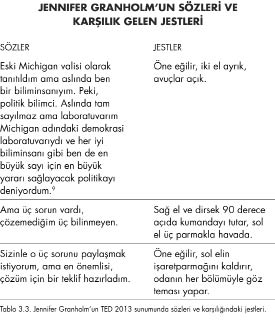 JENNIFER GRANHOLM'UN SÖZLERİ VE
KARŞILIK GELEN JESTLERİ
SÖZLER
JESTLER
Eski Michigan valisi olarak
tanıtıldım ama aslında ben
bir biliminsanıyım. Peki,
politik bilimci. Aslında tam
sayılmaz ama laboratuvarım
Michigan adındaki demokrasi
laboratuvarıydı ve her iyi
biliminsanı gibi ben de en
büyük sayı için en büyük
yararı sağlayacak politikayı
deniyordum.⁹
Öne eğilir, iki el ayrık,
avuçlar açık.
Ama üç sorun vardı,
çözemediğim üç bilinmeyen.
Sağ el ve dirsek 90 derece
açıda kumandayı tutar, sol
el üç parmakla havada.
Sizinle o üç sorunu paylaşmak
istiyorum, ama en önemlisi,
çözüm için bir teklif hazırladım.
Öne eğilir, sol elin
işaretparmağını kaldırır,
odanın her bölümüyle göz
teması yapar.
Tablo 3.3. Jennifer Granholm'un TED 2013 sunumunda sözleri ve karşılığındaki jestleri.